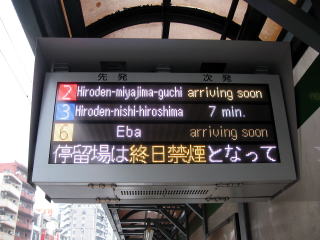 先発 次発
2 Hiroden-miyajima-guchi arriving soon
3 Hiroden-nishi-hiroshima 7 min.
6 Eba arriving soon
停留場は終日禁煙となって